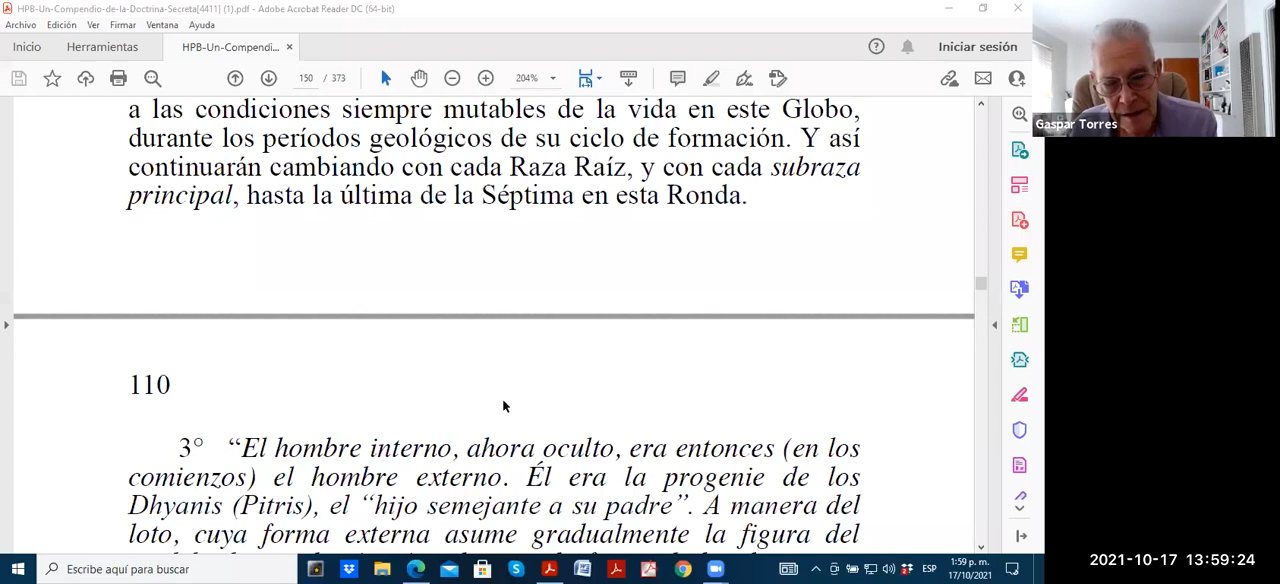 HPB-Un-Compendio-de-la-Doctrina-Secreta[4411] (1).pdf - Adobe Acrobat Reader DC (64-bit)
Archivo Edición Ver Firmar Ventana Ayuda
Inicio Herramientas HPB-Un-Compendi... × Iniciar sesión
150 / 373 204%
a las condiciones siempre mutables de la vida en este Globo,
durante los períodos geológicos de su ciclo de formación. Y así
continuarán cambiando con cada Raza Raíz, y con cada subraza
principal, hasta la última de la Séptima en esta Ronda.
110
3° “El hombre interno, ahora oculto, era entonces (en los
comienzos) el hombre externo. Él era la progenie de los
Dhyanis (Pitris), el “hijo semejante a su padre”. A manera del
loto, cuya forma externa asume gradualmente la figura del
Gaspar Torres
Escribe aquí para buscar
ESP
1:59 p. m.
17/10/2021
2021-10-17 13:59:24